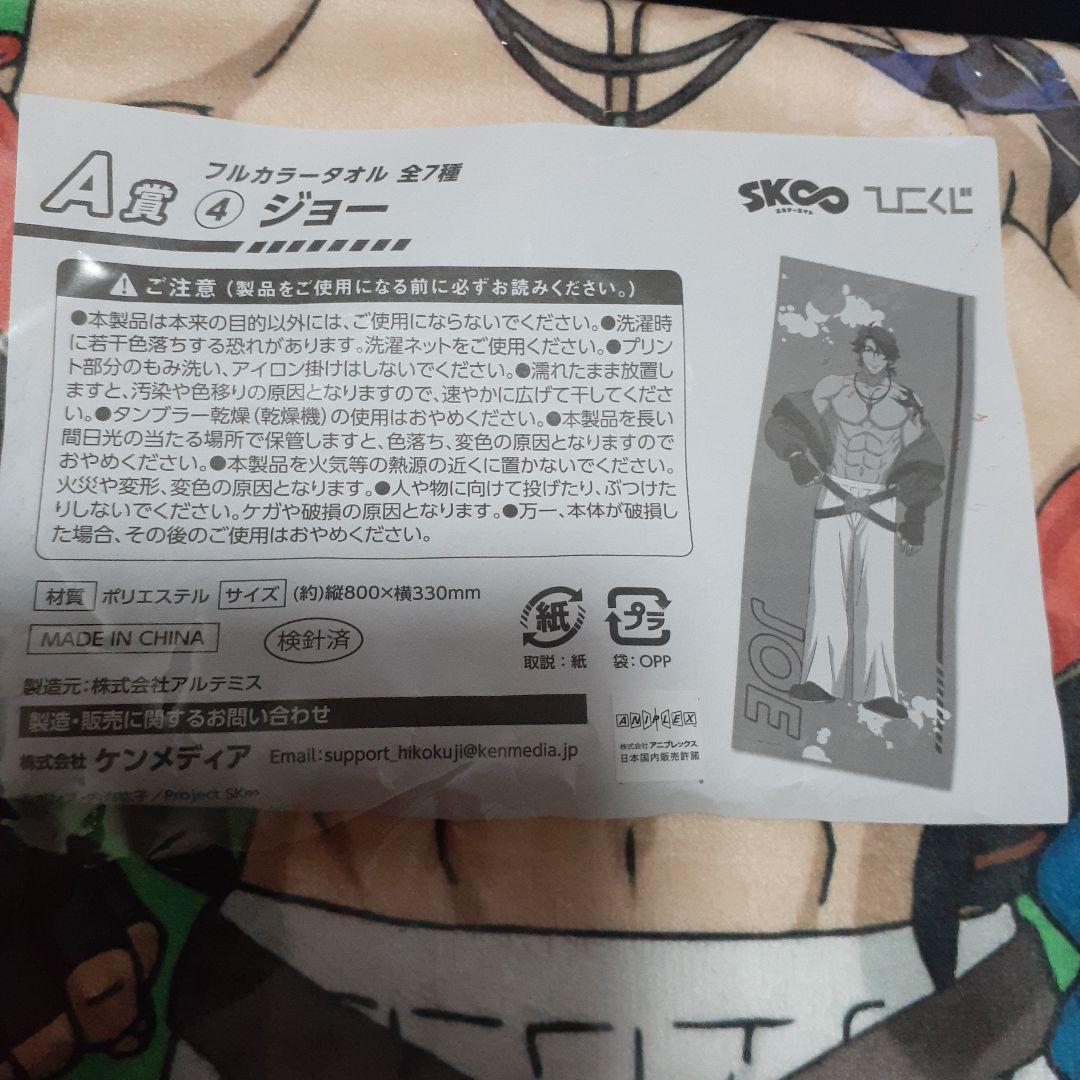 A賞
フルカラータオル 全7種
④ ジョー
SK∞
エスケーエイト
ひこくじ
ご注意（製品をご使用になる前に必ずお読みください。）
●本製品は本来の目的以外には、ご使用にならないでください。●洗濯時
に若干色落ちする恐れがあります。洗濯ネットをご使用ください。●プリン
ト部分のもみ洗い、アイロン掛けはしないでください。●濡れたまま放置し
ますと、汚染や色移りの原因となりますので、速やかに広げて干してくださ
い。●タンブラー乾燥（乾燥機）の使用はおやめください。●本製品を長い
間日光の当たる場所で保管しますと、色落ち、変色の原因となりますので
おやめください。●本製品を火気等の熱源の近くに置かないでください。
火災や変形、変色の原因となります。●人や物に向けて投げたり、ぶつけた
りしないでください。ケガや破損の原因となります。●万一、本体が破損し
た場合、その後のご使用はおやめください。
材質 ポリエステル サイズ (約)縦800×横330mm
MADE IN CHINA 検針済
紙
取説：紙
プラ
袋：OPP
製造元：株式会社アルテミス
製造・販売に関するお問い合わせ
株式会社 ケンメディア Email：support_hikokuji@kenmedia.jp
／Project SK∞
ANIPLEX
株式会社 アニプレックス
日本国内販売許諾
JOE